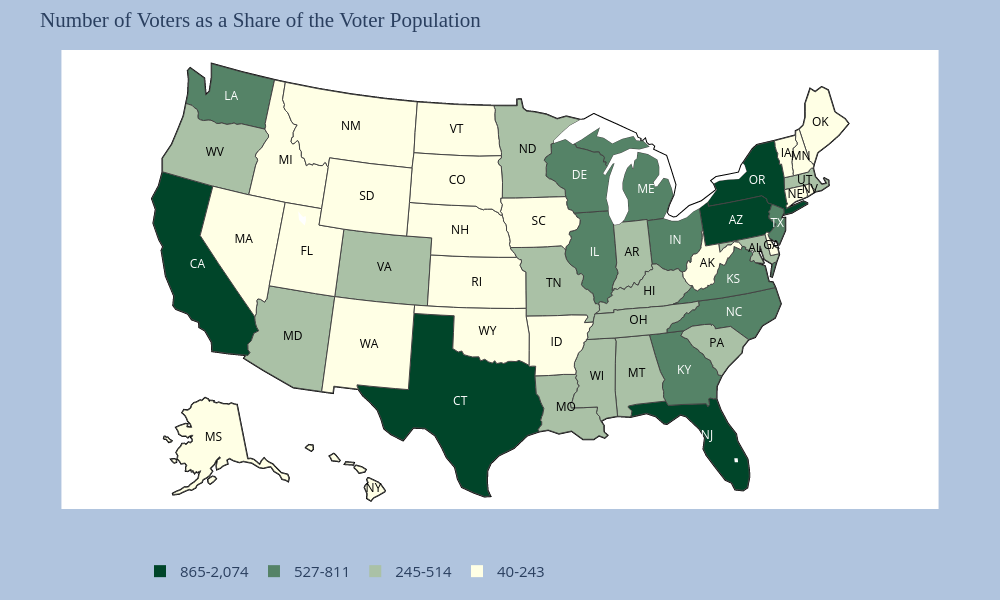 Number of Voters as a Share of the Voter Population
LA
NM
VT
OK
WV
ND
IA
MN
MI
DE
CO
ME
OR
UT
NV
NE
SD
SC
AZ
TX
NH
MA
FL
IL
AR
IN
AL
GA
CA
VA
AK
RI
TN
HI
KS
MD
WY
OH
NC
WA
ID
PA
WI
MT
KY
CT
MO
NJ
MS
NY
865-2,074
527-811
245-514
40-243